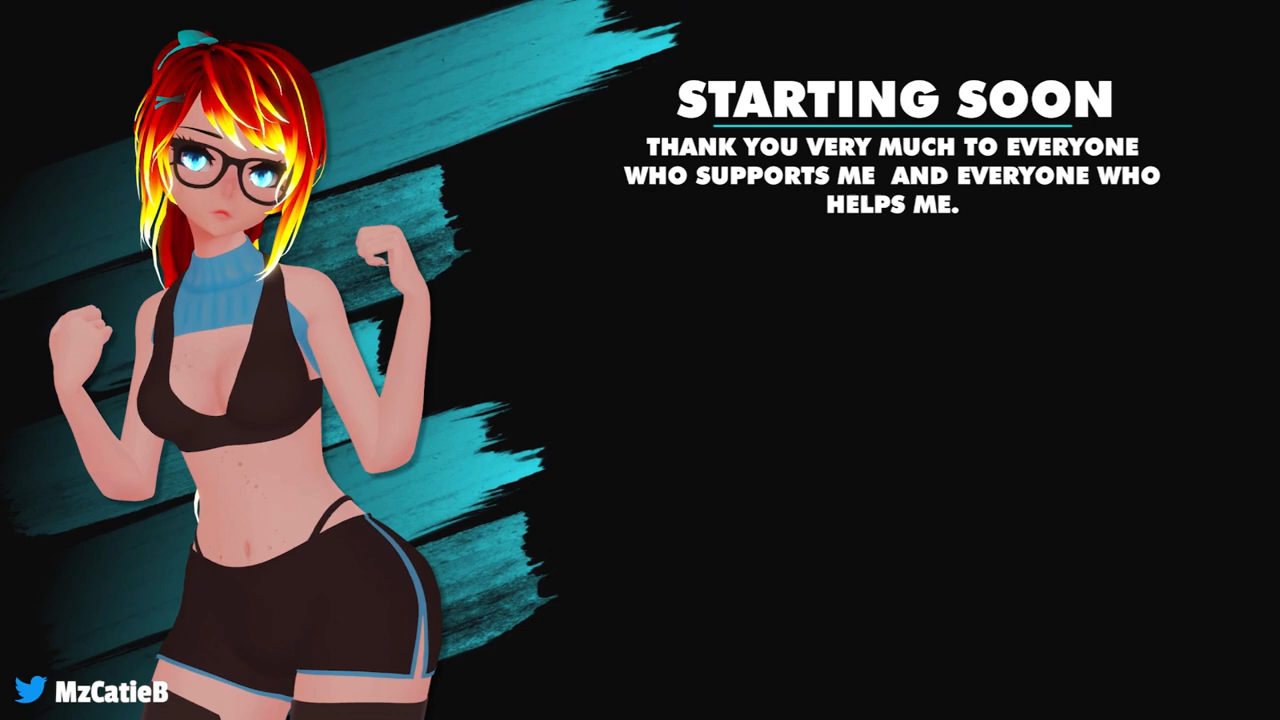 STARTING SOON
THANK YOU VERY MUCH TO EVERYONE
WHO SUPPORTS ME AND EVERYONE WHO
HELPS ME.
MzCatieB